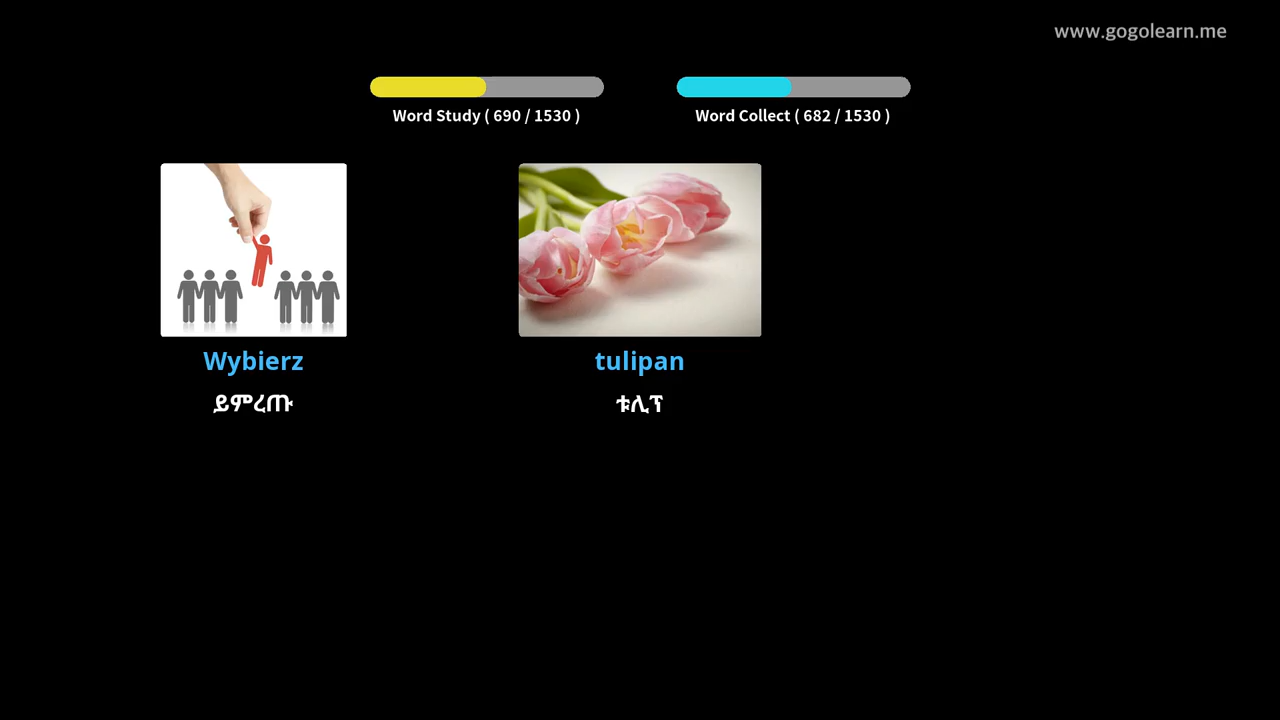 www.gogolearn.me
Word Study ( 690 / 1530 )
Word Collect ( 682 / 1530 )
Wybierz
tulipan
ይምረጡ
ቱሊፕ